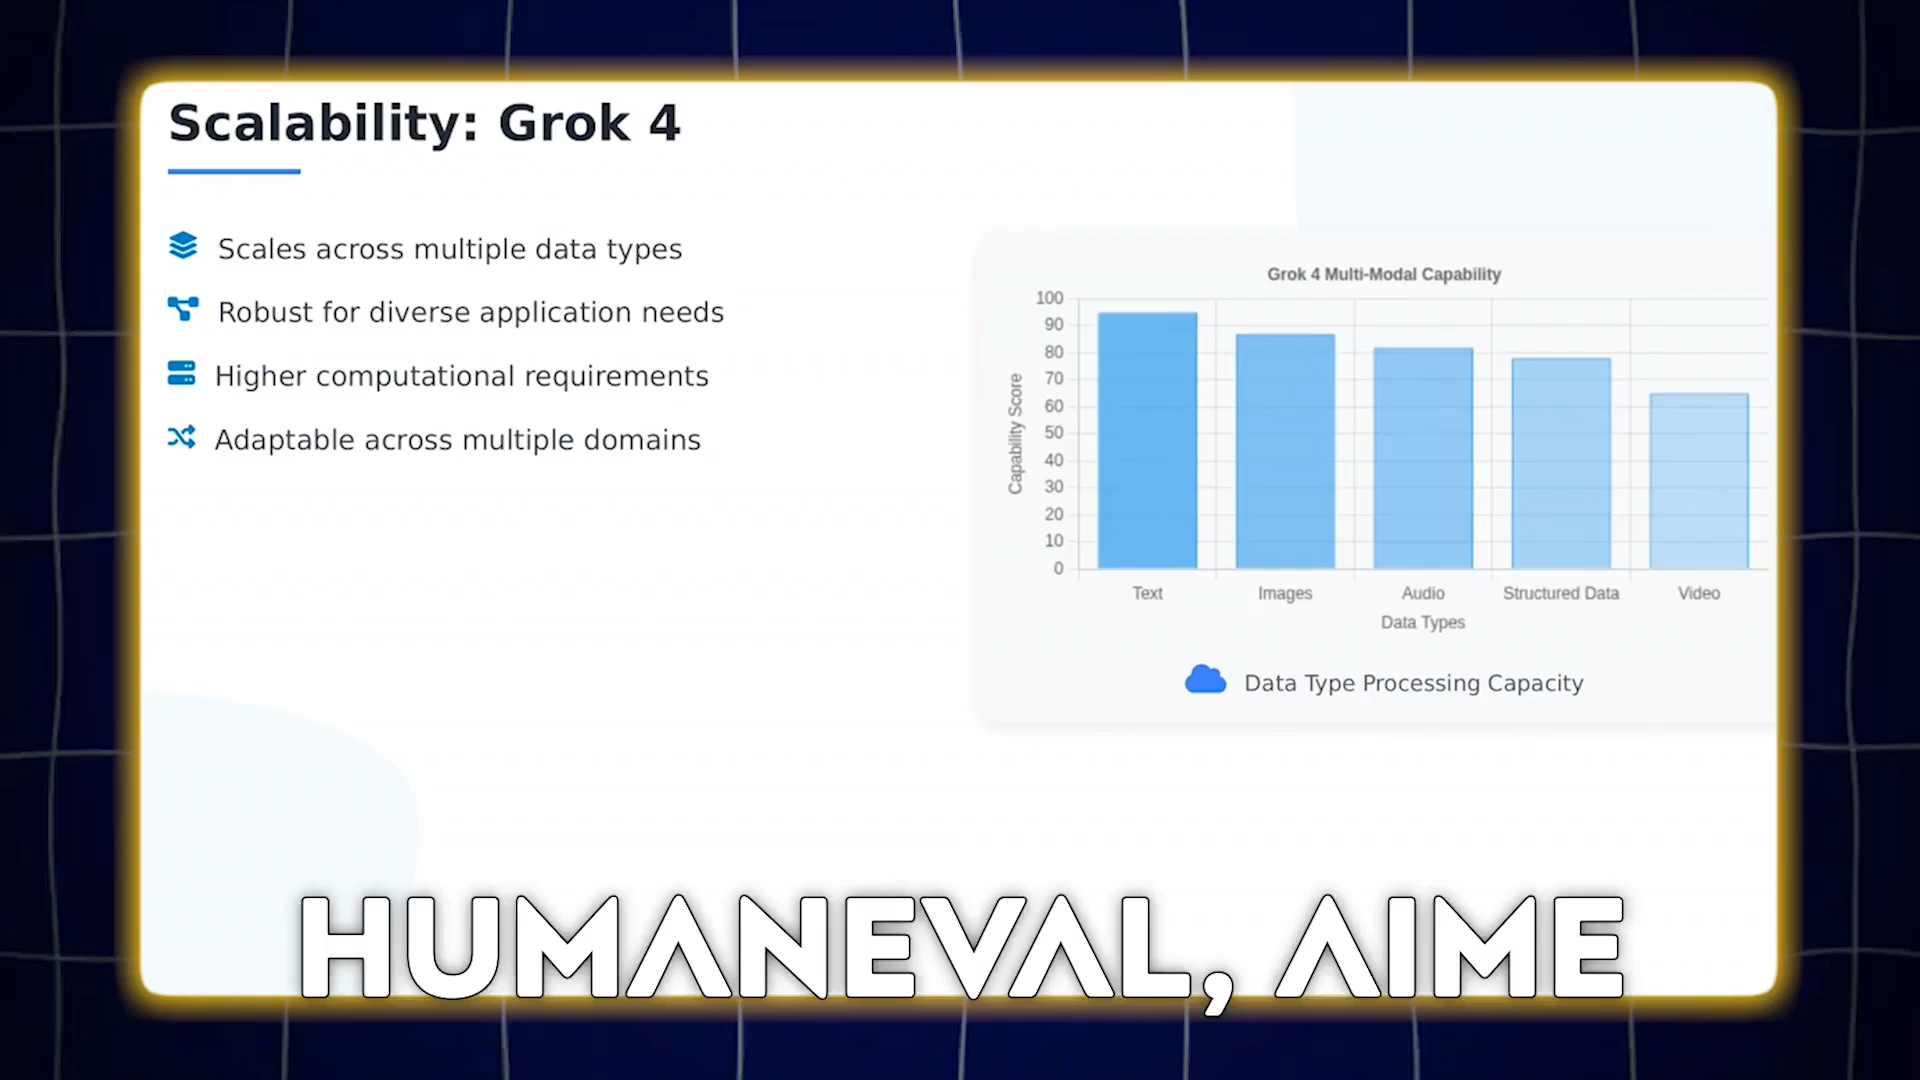 Scalability: Grok 4
Scales across multiple data types
Robust for diverse application needs
Higher computational requirements
Adaptable across multiple domains
Grok 4 Multi-Modal Capability
Capability Score
100
90
80
70
60
50
40
30
20
10
0
Text Images Audio Structured Data Video
Data Types
Data Type Processing Capacity
HUMANEVAL, AIME